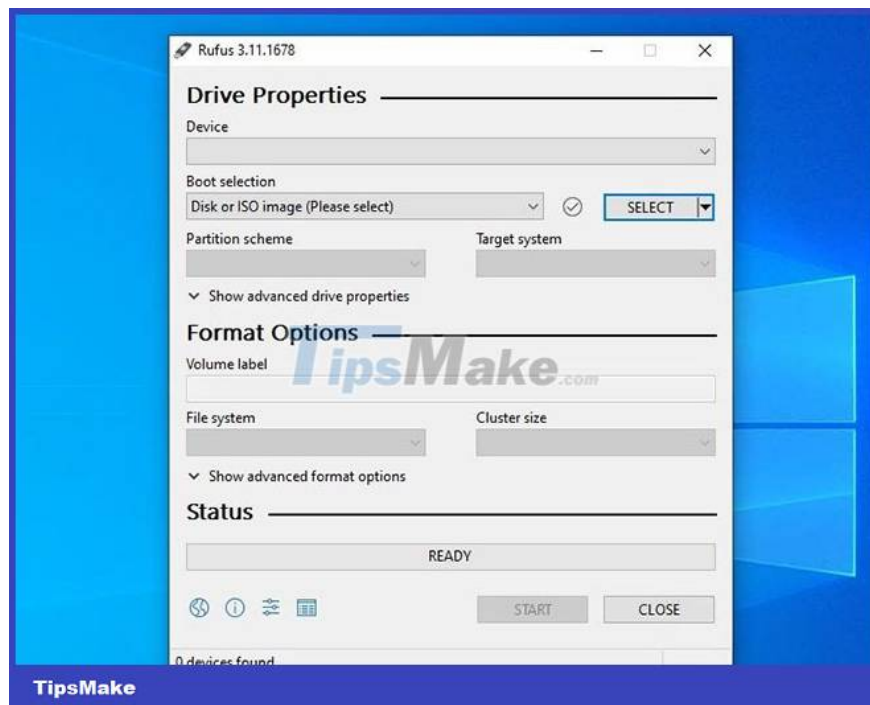 Rufus 3.11.1678
Drive Properties
Device
Boot selection
Disk or ISO image (Please select)
SELECT
Partition scheme
Target system
Show advanced drive properties
Format Options
TipsMake.com
Volume label
File system
Cluster size
Show advanced format options
Status
READY
START
CLOSE
0 devices found
TipsMake